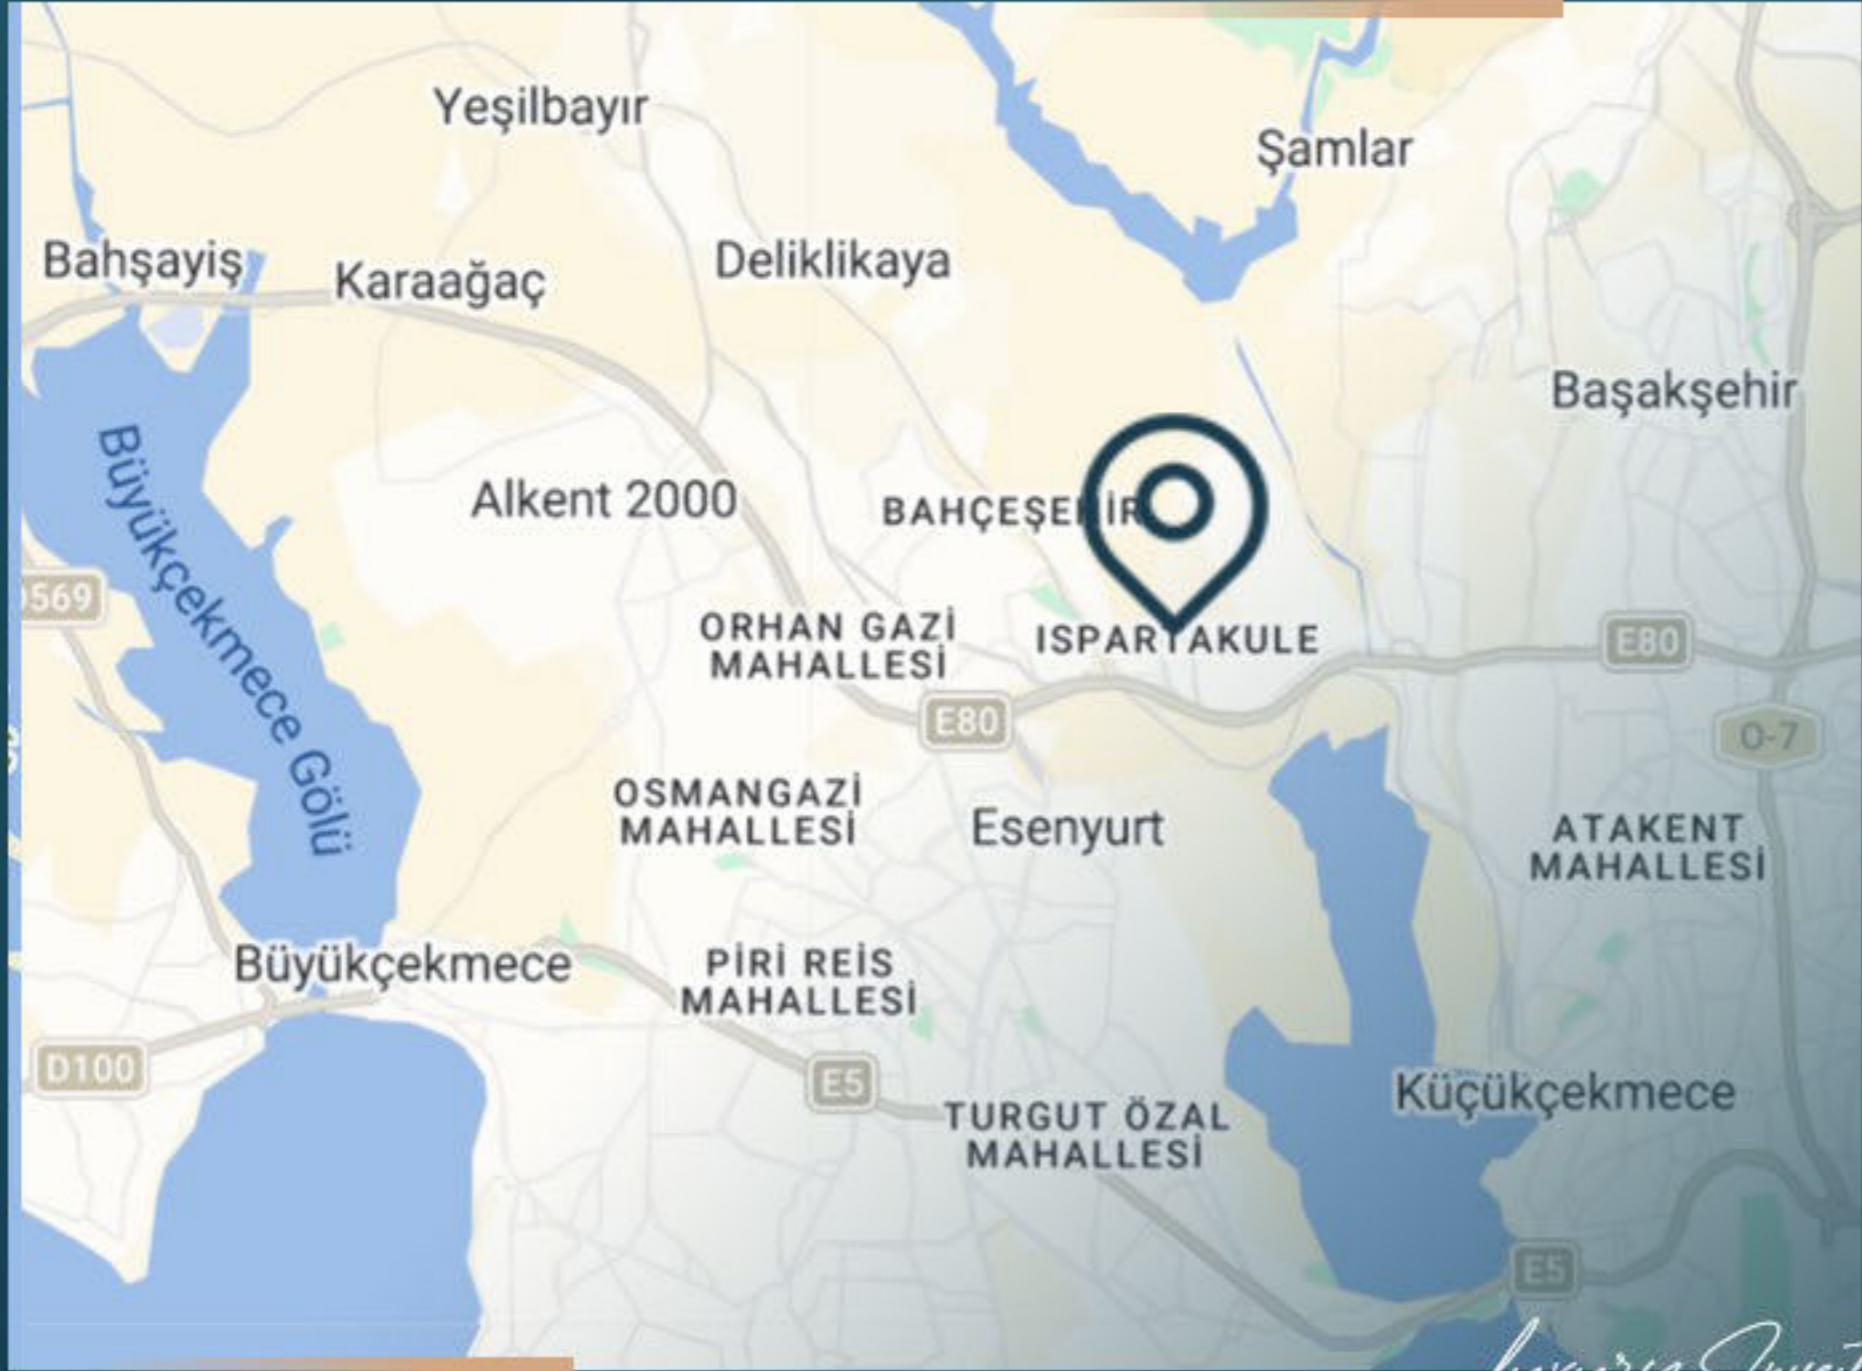 Yeşilbayır
Şamlar
Bahşayiş
Karaağaç
Deliklikaya
Başakşehir
Alkent 2000
BAHÇEŞEHİR
Büyükçekmece Gölü
ORHAN GAZİ
MAHALLESİ
ISPARTAKULE
E80
E80
O-7
OSMANGAZİ
MAHALLESİ
Esenyurt
ATAKENT
MAHALLESİ
Büyükçekmece
PİRİ REİS
MAHALLESİ
D100
E5
Küçükçekmece
TURGUT ÖZAL
MAHALLESİ
E5